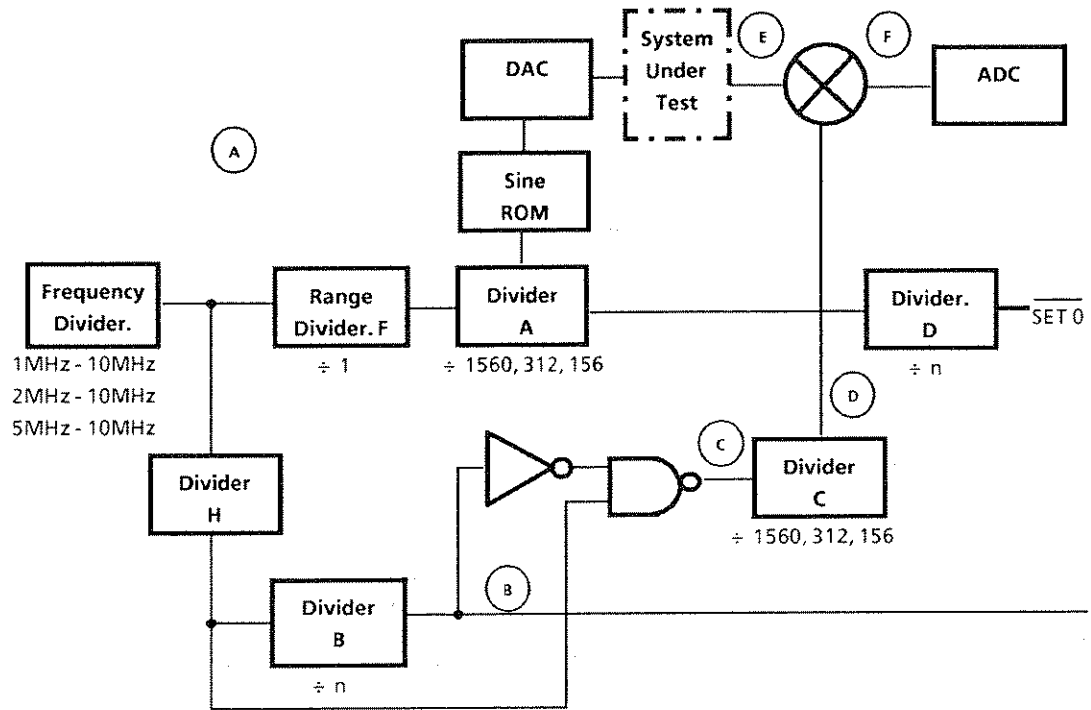 System
Under
Test
E
F
DAC
ADC
A
Sine
ROM
Frequency
Divider.
Range
Divider. F
Divider
A
Divider.
D
SET 0
1MHz - 10MHz
2MHz - 10MHz
5MHz - 10MHz
÷ 1
÷ 1560, 312, 156
÷ n
D
C
Divider
H
Divider
C
÷ 1560, 312, 156
B
Divider
B
÷ n